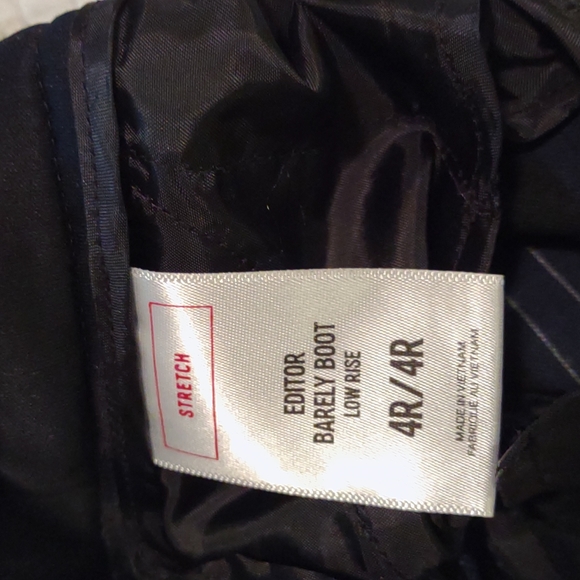 STRETCH
EDITOR
BARELY BOOT
LOW RISE
4R/4R
MADE IN VIETNAM
FABRIQUÉ AU VIETNAM